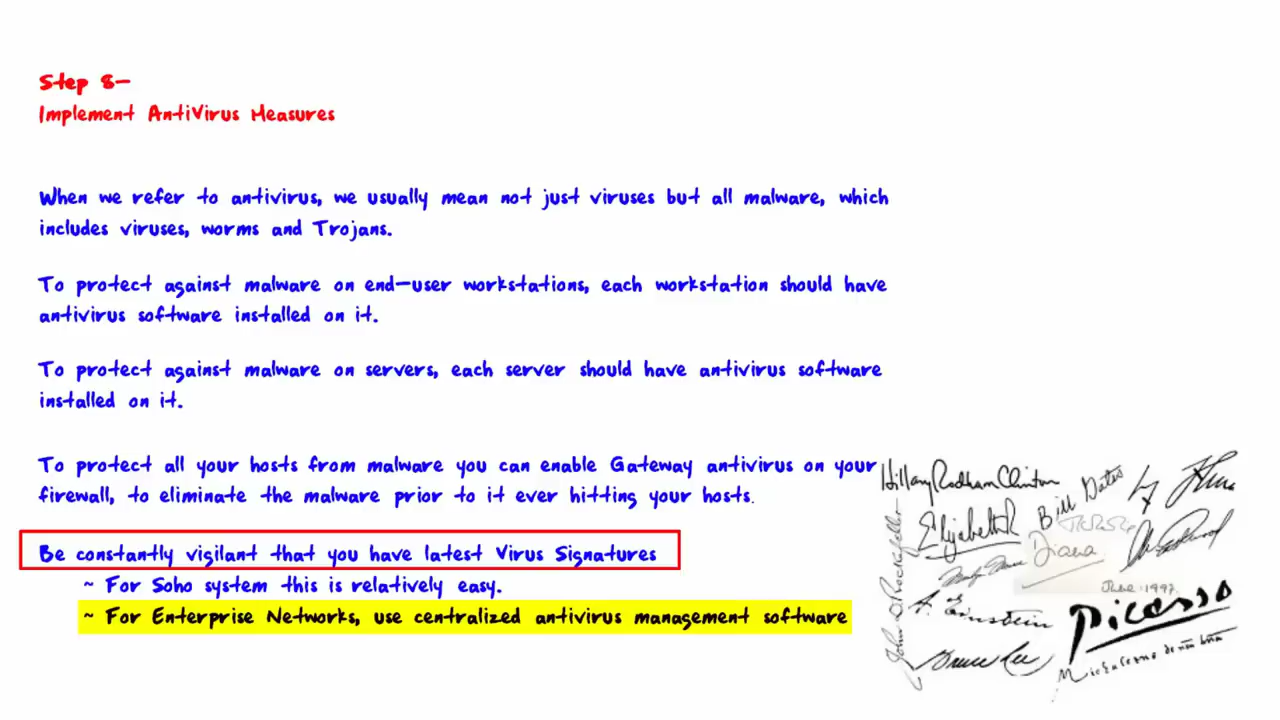 Step 8-
Implement AntiVirus Measures
When we refer to antivirus, we usually mean not just viruses but all malware, which
includes viruses, worms and Trojans.
To protect against malware on end-user workstations, each workstation should have
antivirus software installed on it.
To protect against malware on servers, each server should have antivirus software
installed on it.
To protect all your hosts from malware you can enable Gateway antivirus on your
firewall, to eliminate the malware prior to it ever hitting your hosts.
Be constantly vigilant that you have latest Virus Signatures
~ For Soho system this is relatively easy.
~ For Enterprise Networks, use centralized antivirus management software
Hillary Rodham Clinton
Elizabeth R
Bill Gates
Diana
John D Rockefeller
A. Einstein
Picasso
Bruce Lee